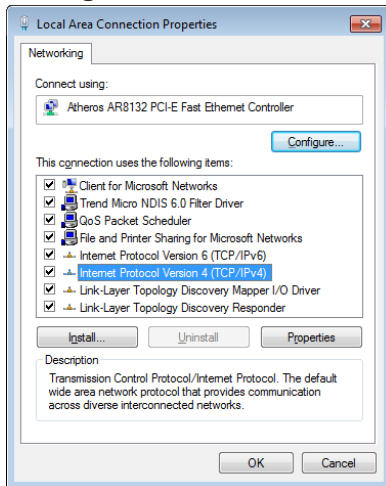 Local Area Connection Properties
Networking
Connect using:
Atheros AR8132 PCI-E Fast Ethernet Controller
Configure...
This connection uses the following items:
Client for Microsoft Networks
Trend Micro NDIS 6.0 Filter Driver
QoS Packet Scheduler
File and Printer Sharing for Microsoft Networks
Internet Protocol Version 6 (TCP/IPv6)
Internet Protocol Version 4 (TCP/IPv4)
Link-Layer Topology Discovery Mapper I/O Driver
Link-Layer Topology Discovery Responder
Install... Uninstall Properties
Description
Transmission Control Protocol/Internet Protocol. The default
wide area network protocol that provides communication
across diverse interconnected networks.
OK Cancel